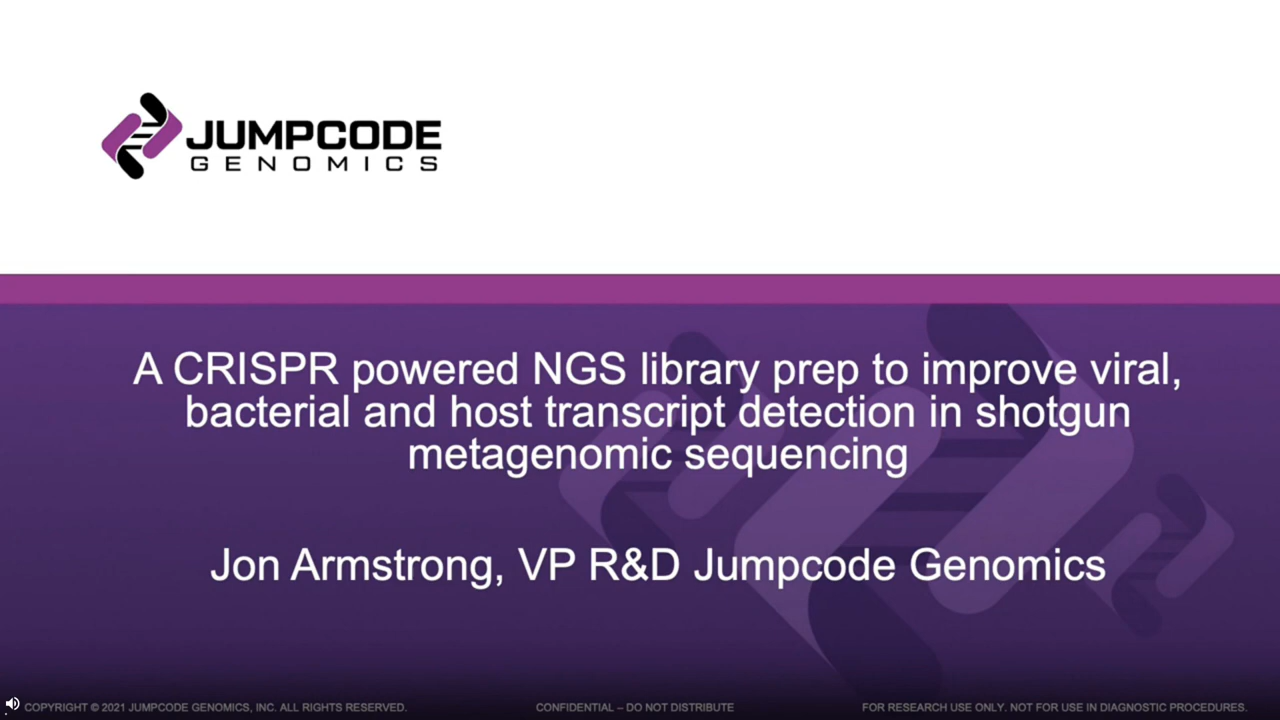 JUMPCODE
GENOMICS
A CRISPR powered NGS library prep to improve viral,
bacterial and host transcript detection in shotgun
metagenomic sequencing
Jon Armstrong, VP R&D Jumpcode Genomics
COPYRIGHT © 2021 JUMPCODE GENOMICS, INC. ALL RIGHTS RESERVED.
CONFIDENTIAL – DO NOT DISTRIBUTE
FOR RESEARCH USE ONLY. NOT FOR USE IN DIAGNOSTIC PROCEDURES.